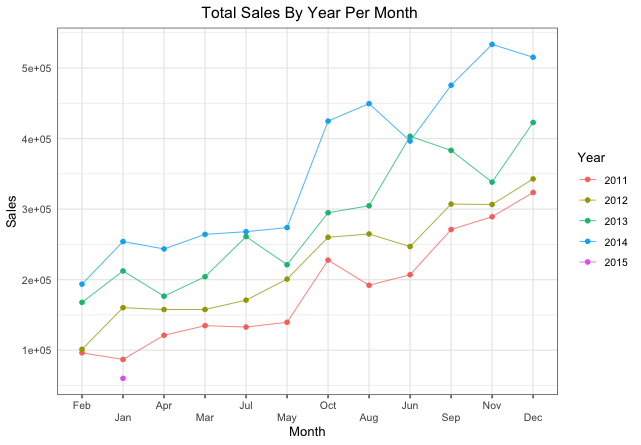 Total Sales By Year Per Month
5e+05
4e+05
3e+05
2e+05
1e+05
Sales
Feb Apr Jul Oct Jun Nov
Jan Mar May Aug Sep Dec
Month
Year
2011
2012
2013
2014
2015